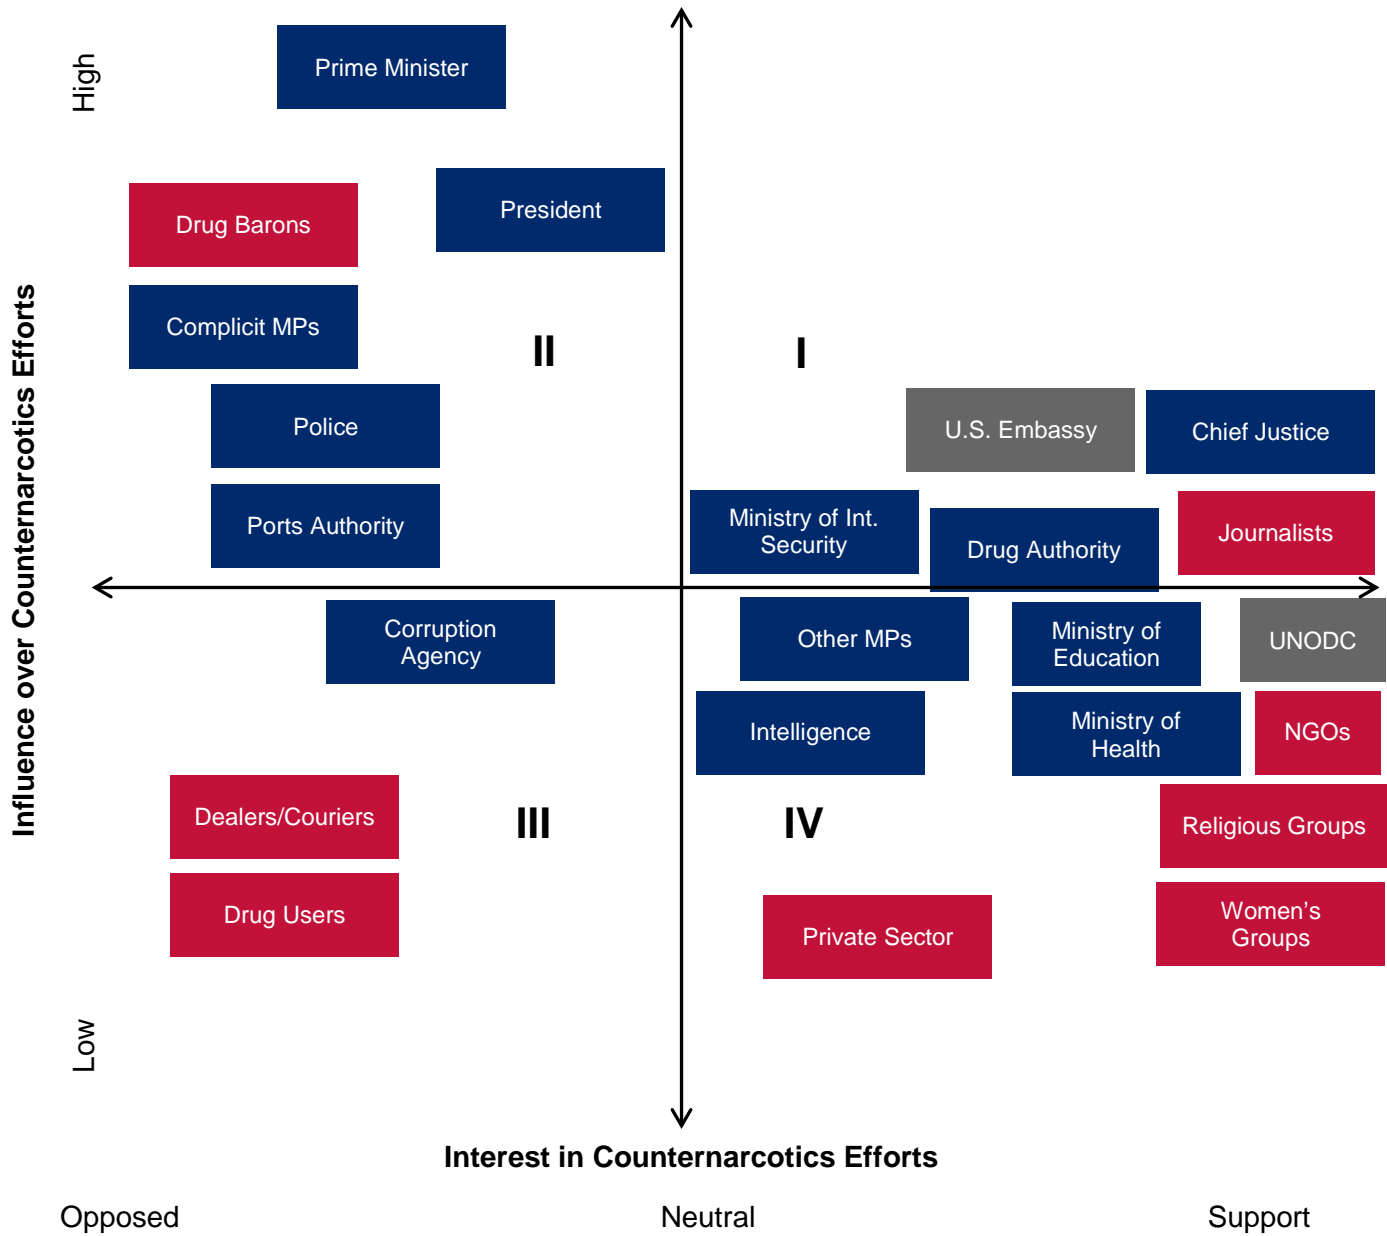 High
Prime Minister
President
Drug Barons
Complicit MPs
II
I
Police
U.S. Embassy
Chief Justice
Ports Authority
Ministry of Int.
Security
Drug Authority
Journalists
Influence over Counternarcotics Efforts
Corruption
Agency
Other MPs
Ministry of
Education
UNODC
Intelligence
Ministry of
Health
NGOs
Dealers/Couriers
III
IV
Religious Groups
Drug Users
Private Sector
Women's
Groups
Low
Interest in Counternarcotics Efforts
Opposed
Neutral
Support